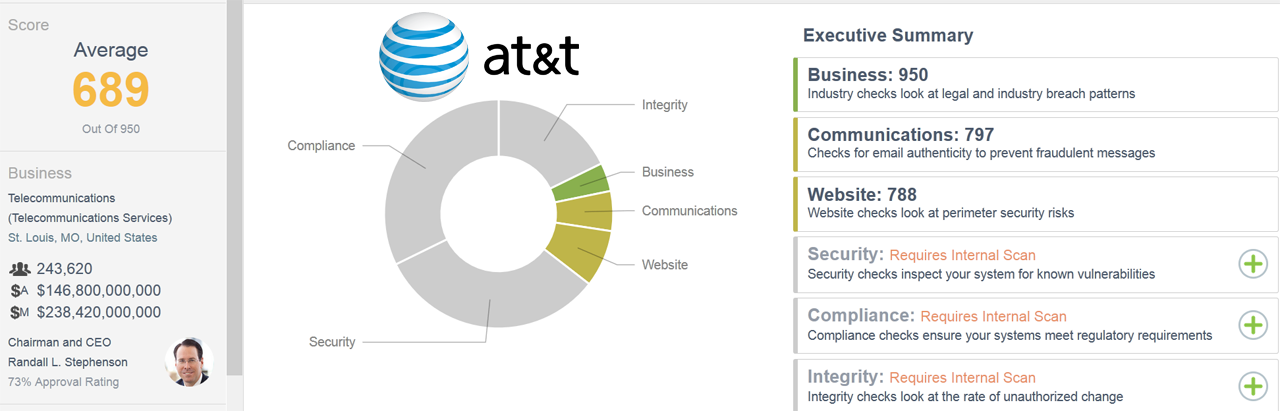 Score
Average
689
Out Of 950
Business
Telecommunications
(Telecommunications Services)
St. Louis, MO, United States
243,620
$A $146,800,000,000
$M $238,420,000,000
Chairman and CEO
Randall L. Stephenson
73% Approval Rating
at&t
Integrity
Business
Communications
Website
Compliance
Security
Executive Summary
Business: 950
Industry checks look at legal and industry breach patterns
Communications: 797
Checks for email authenticity to prevent fraudulent messages
Website: 788
Website checks look at perimeter security risks
Security: Requires Internal Scan
Security checks inspect your system for known vulnerabilities
Compliance: Requires Internal Scan
Compliance checks ensure your systems meet regulatory requirements
Integrity: Requires Internal Scan
Integrity checks look at the rate of unauthorized change